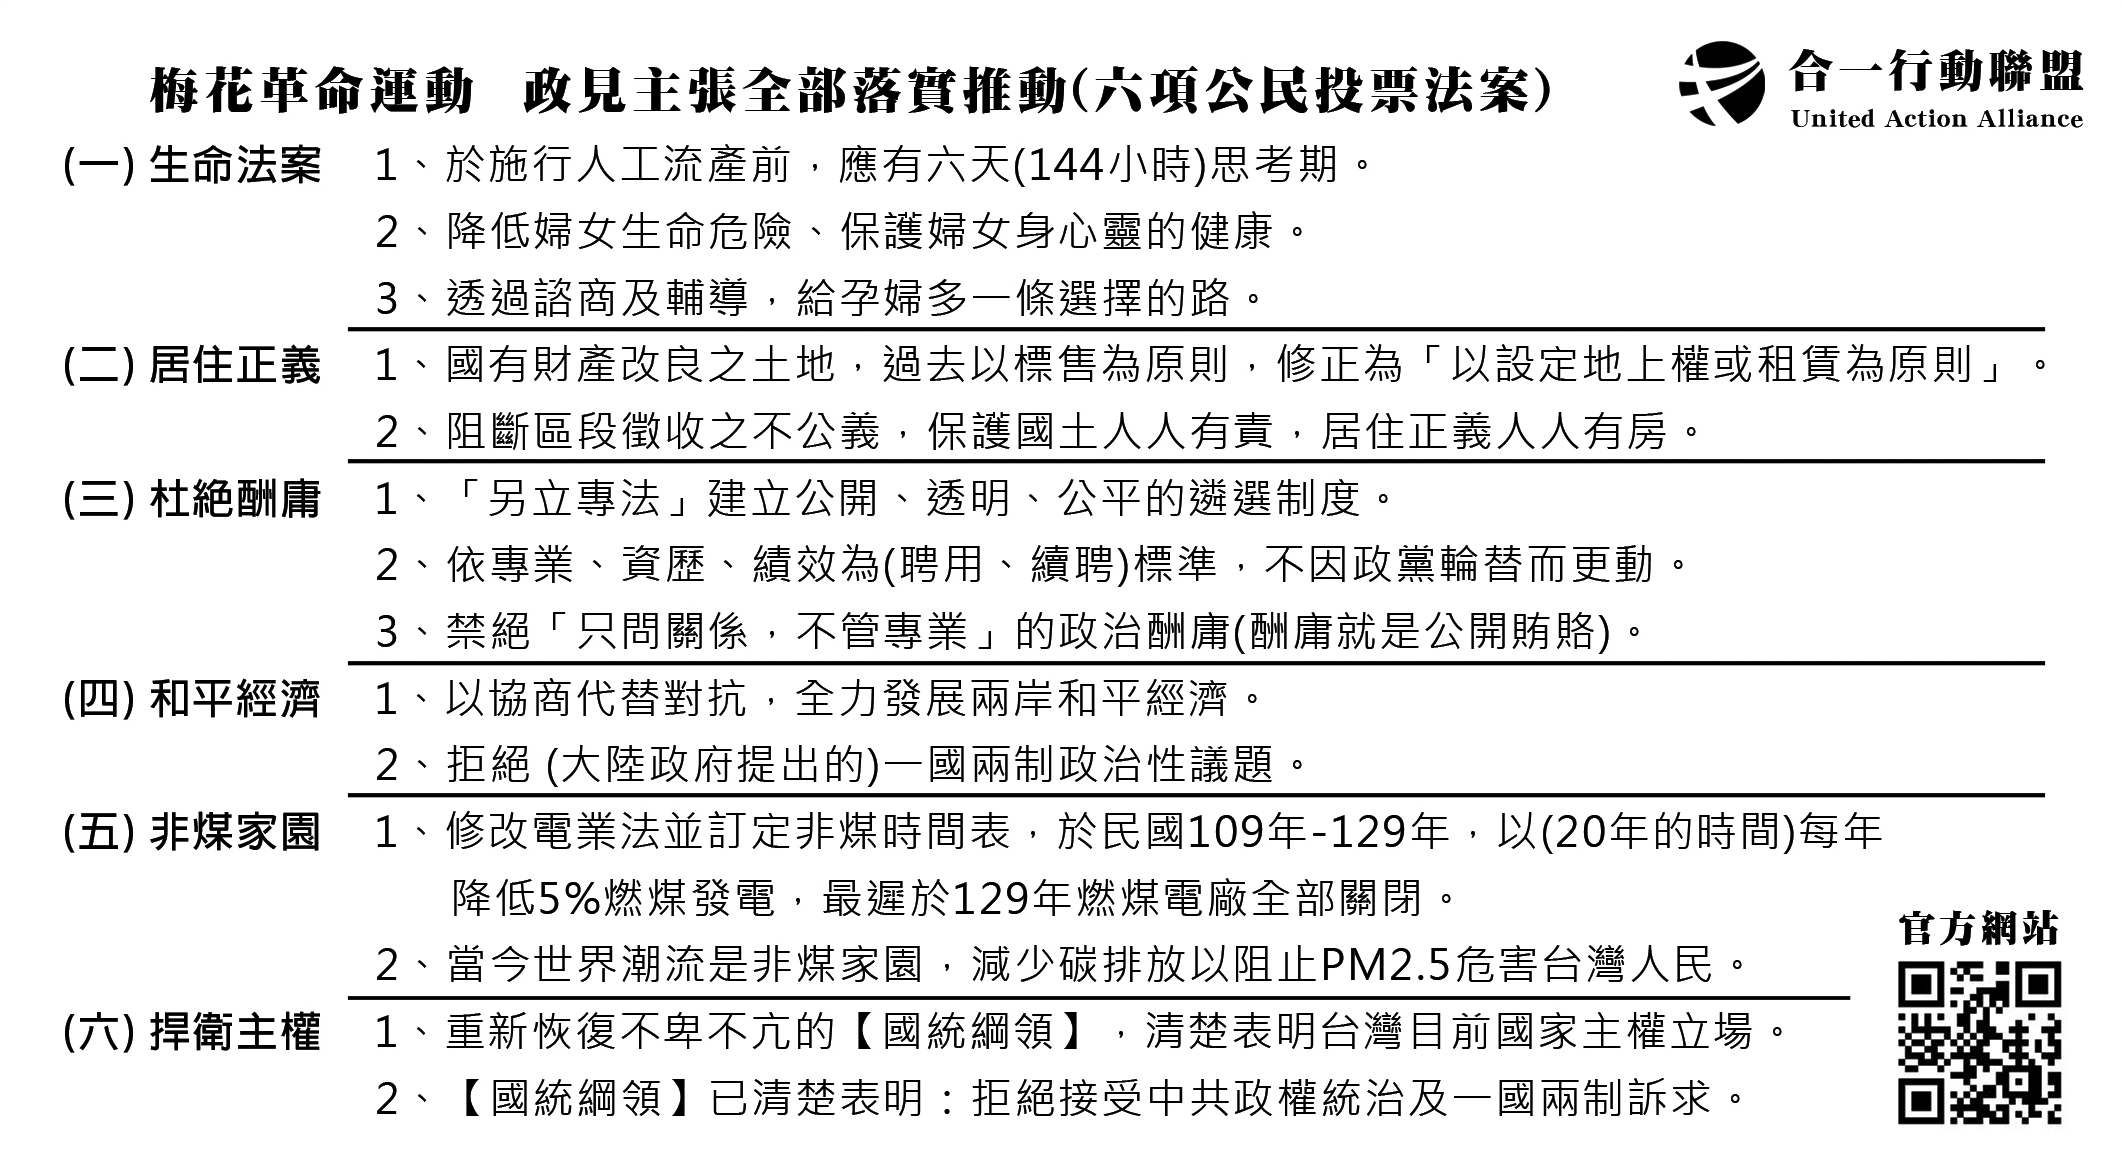 梅花革命運動 政見主張全部落實推動(六項公民投票法案)
合一行動聯盟
United Action Alliance
(一) 生命法案 1、於施行人工流產前，應有六天(144小時)思考期。
2、降低婦女生命危險、保護婦女身心靈的健康。
3、透過諮商及輔導，給孕婦多一條選擇的路。
(二) 居住正義 1、國有財產改良之土地，過去以標售為原則，修正為「以設定地上權或租賃為原則」。
2、阻斷區段徵收之不公義，保護國土人人有責，居住正義人人有房。
(三) 杜絕酬庸 1、「另立專法」建立公開、透明、公平的遴選制度。
2、依專業、資歷、績效為(聘用、續聘)標準，不因政黨輪替而更動。
3、禁絕「只問關係，不管專業」的政治酬庸(酬庸就是公開賄賂)。
(四) 和平經濟 1、以協商代替對抗，全力發展兩岸和平經濟。
2、拒絕 (大陸政府提出的)一國兩制政治性議題。
(五) 非煤家園 1、修改電業法並訂定非煤時間表，於民國109年-129年，以(20年的時間)每年
降低5%燃煤發電，最遲於129年燃煤電廠全部關閉。
2、當今世界潮流是非煤家園，減少碳排放以阻止PM2.5危害台灣人民。
(六) 捍衛主權 1、重新恢復不卑不亢的【國統綱領】，清楚表明台灣目前國家主權立場。
2、【國統綱領】已清楚表明：拒絕接受中共政權統治及一國兩制訴求。
官方網站